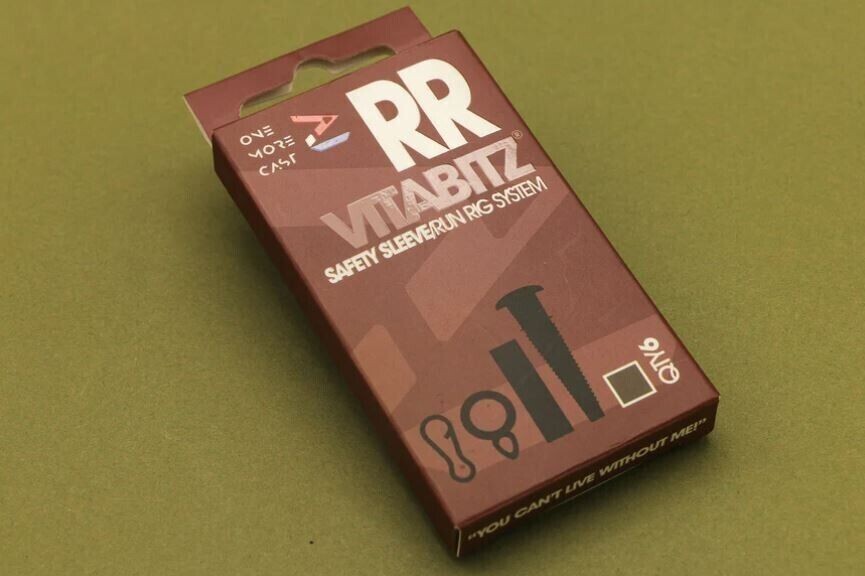 ONE
MORE
CAST
RR
VITABITZ®
SAFETY SLEEVE/RUN RIG SYSTEM
QTY6
"YOU CAN'T LIVE WITHOUT ME!"